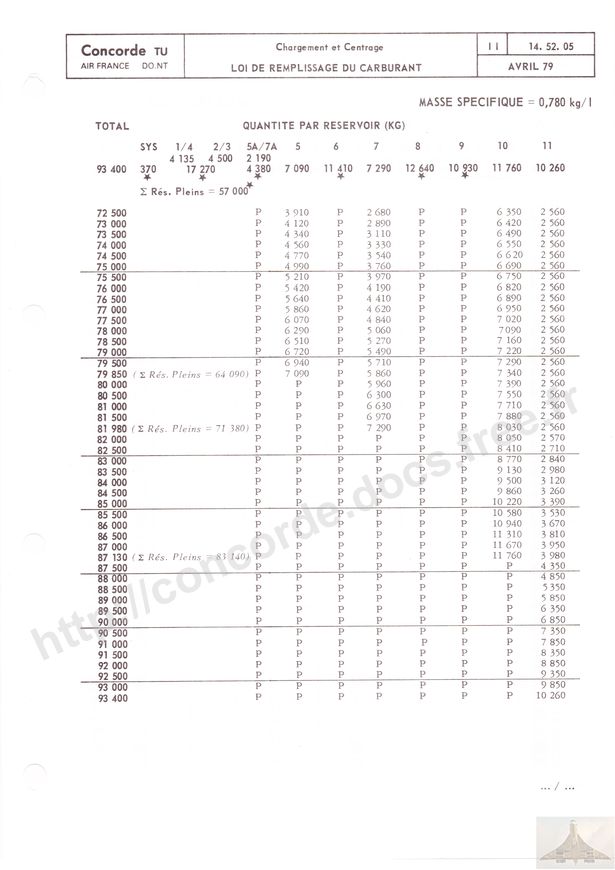 Concorde TU
AIR FRANCE DO.NT
Chargement et Centrage
LOI DE REMPLISSAGE DU CARBURANT
11 14. 52. 05
AVRIL 79
MASSE SPECIFIQUE = 0,780 kg/l
TOTAL QUANTITE PAR RESERVOIR (KG)
SYS 1/4 2/3 5A/7A 5 6 7 8 9 10 11
4 135 4 500 2 190
93 400 370 17 270 4 380 7 090 11 410 7 290 12 640 10 930 11 760 10 260
★ ★ ★ ★ ★ ★
Σ Rés. Pleins = 57 000
72 500 P 3 910 P 2 680 P P 6 350 2 560
73 000 P 4 120 P 2 890 P P 6 420 2 560
73 500 P 4 340 P 3 110 P P 6 490 2 560
74 000 P 4 560 P 3 330 P P 6 550 2 560
74 500 P 4 770 P 3 540 P P 6 620 2 560
75 000 P 4 990 P 3 760 P P 6 690 2 560
75 500 P 5 210 P 3 970 P P 6 750 2 560
76 000 P 5 420 P 4 190 P P 6 820 2 560
76 500 P 5 640 P 4 410 P P 6 890 2 560
77 000 P 5 860 P 4 620 P P 6 950 2 560
77 500 P 6 070 P 4 840 P P 7 020 2 560
78 000 P 6 290 P 5 060 P P 7 090 2 560
78 500 P 6 510 P 5 270 P P 7 160 2 560
79 000 P 6 720 P 5 490 P P 7 220 2 560
79 500 P 6 940 P 5 710 P P 7 290 2 560
79 850 (Σ Rés. Pleins = 64 090) P 7 090 P 5 860 P P 7 340 2 560
80 000 P P P 5 960 P P 7 390 2 560
80 500 P P P 6 300 P P 7 550 2 560
81 000 P P P 6 630 P P 7 710 2 560
81 500 P P P 6 970 P P 7 880 2 560
81 980 (Σ Rés. Pleins = 71 380) P P P 7 290 P P 8 030 2 560
82 000 P P P P P P 8 050 2 570
82 500 P P P P P P 8 410 2 710
83 000 P P P P P P 8 770 2 840
83 500 P P P P P P 9 130 2 980
84 000 P P P P P P 9 500 3 120
84 500 P P P P P P 9 860 3 260
85 000 P P P P P P 10 220 3 390
85 500 P P P P P P 10 580 3 530
86 000 P P P P P P 10 940 3 670
86 500 P P P P P P 11 310 3 810
87 000 P P P P P P 11 670 3 950
87 130 (Σ Rés. Pleins = 83 140) P P P P P P 11 760 3 980
87 500 P P P P P P P 4 350
88 000 P P P P P P P 4 850
88 500 P P P P P P P 5 350
89 000 P P P P P P P 5 850
89 500 P P P P P P P 6 350
90 000 P P P P P P P 6 850
90 500 P P P P P P P 7 350
91 000 P P P P P P P 7 850
91 500 P P P P P P P 8 350
92 000 P P P P P P P 8 850
92 500 P P P P P P P 9 350
93 000 P P P P P P P 9 850
93 400 P P P P P P P 10 260
... / ...
http://concorde.docs.free.fr